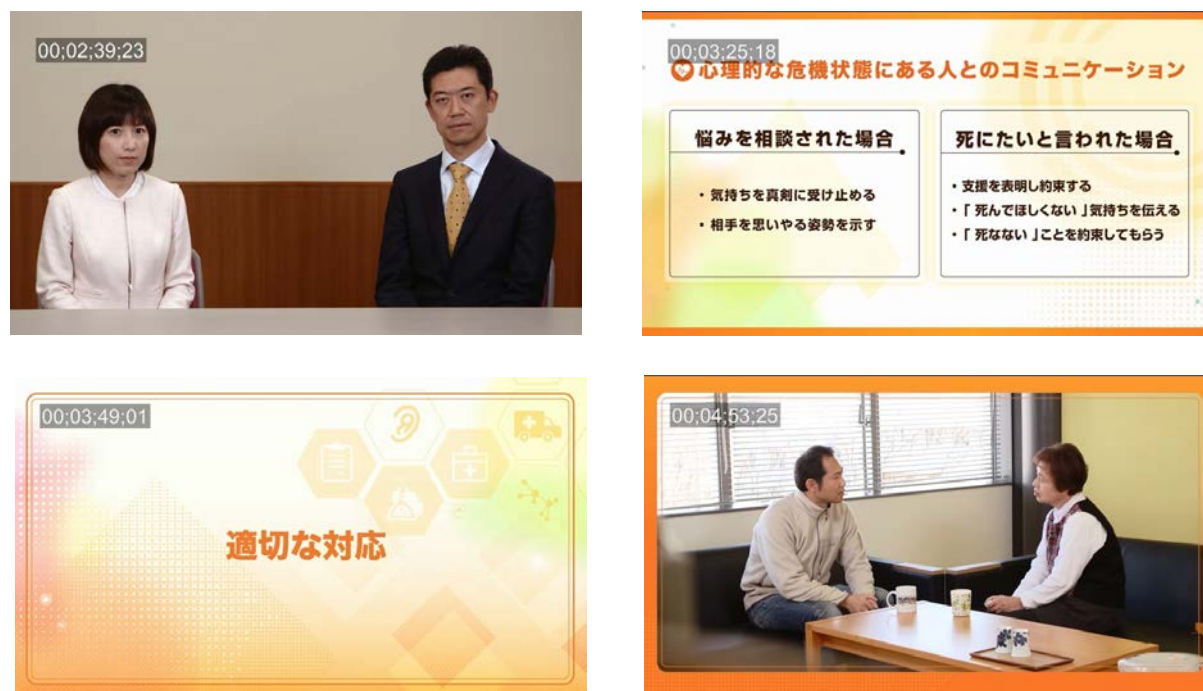 00;02;39;23
00;03;25;18
心理的な危機状態にある人とのコミュニケーション
悩みを相談された場合
・気持ちを真剣に受け止める
・相手を思いやる姿勢を示す
死にたいと言われた場合
・支援を表明し約束する
・「死んでほしくない」気持ちを伝える
・「死なない」ことを約束してもらう
00;03;49;01
適切な対応
00;04;53;25